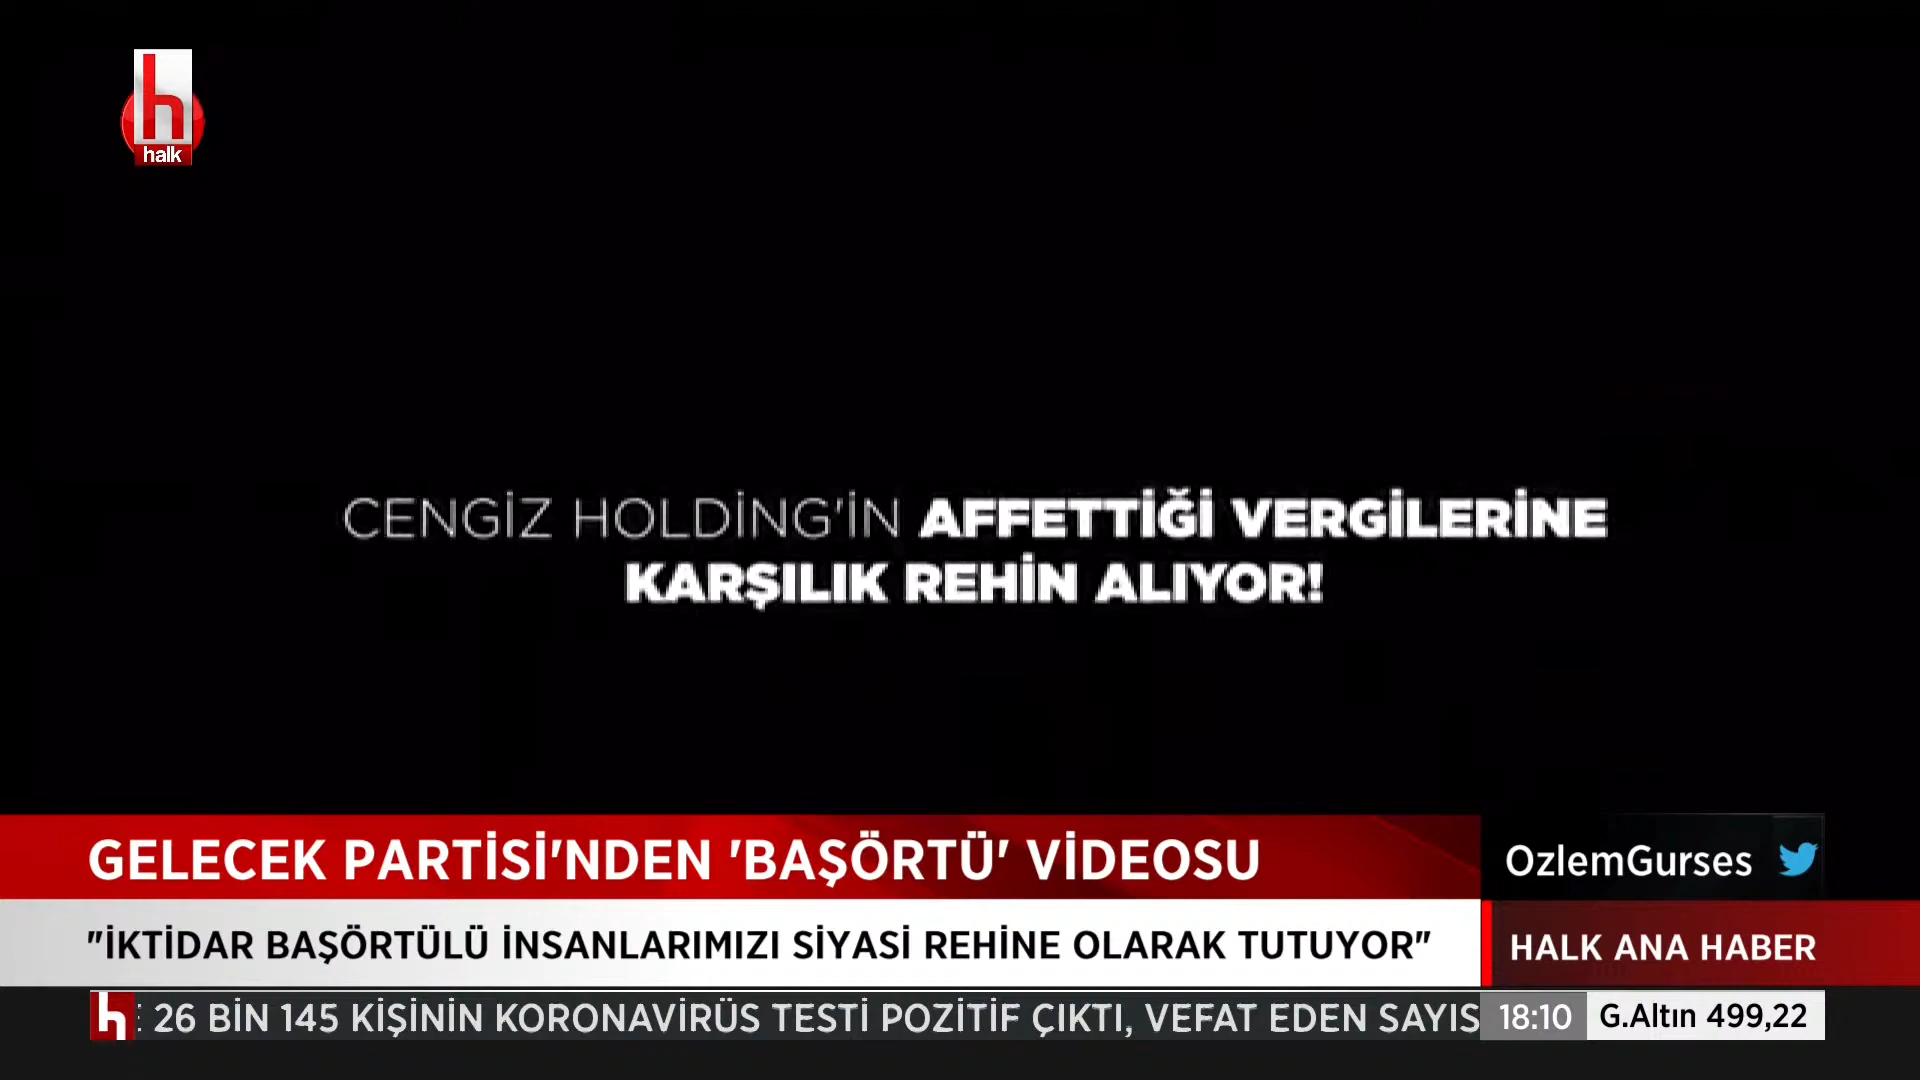 h
halk
CENGİZ HOLDİNG'İN AFFETTİĞİ VERGİLERİNE
KARŞILIK REHİN ALIYOR!
GELECEK PARTİSİ'NDEN 'BAŞÖRTÜ' VİDEOSU
OzlemGurses
"İKTİDAR BAŞÖRTÜLÜ İNSANLARIMIZI SİYASİ REHİNE OLARAK TUTUYOR"
HALK ANA HABER
h 26 BİN 145 KİŞİNİN KORONAVİRÜS TESTİ POZİTİF ÇIKTI, VEFAT EDEN SAYIS 18:10 G.Altın 499,22